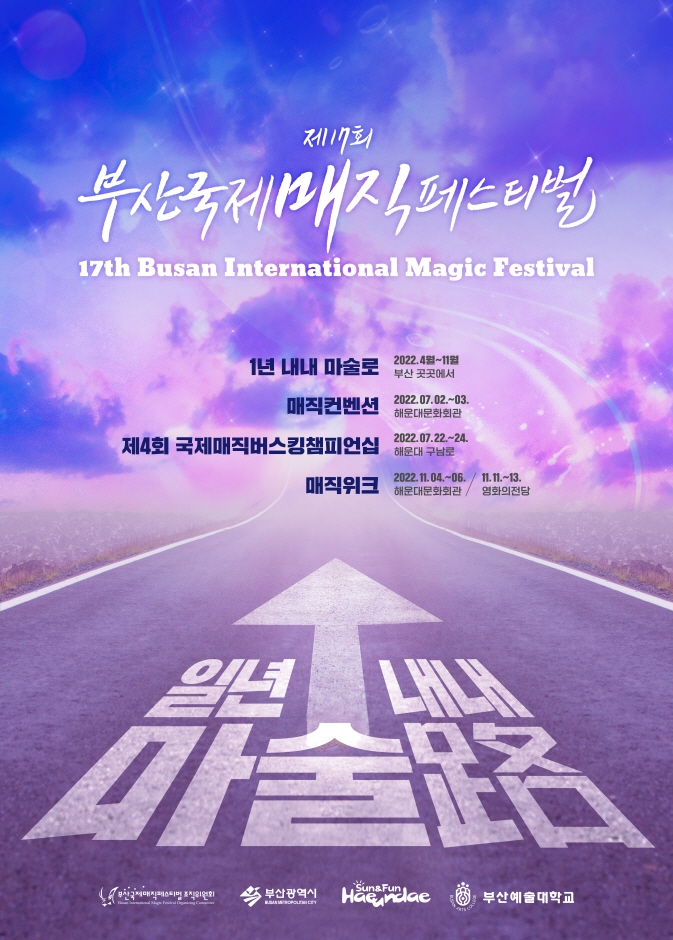 제17회
부산국제매직페스티벌
17th Busan International Magic Festival
1년 내내 마술로
2022.4월~11월
부산 곳곳에서
매직컨벤션
2022.07.02.~03.
해운대문화회관
제4회 국제매직버스킹챔피언십
2022.07.22.~24.
해운대 구남로
매직위크
2022.11.04.~06. / 11.11.~13.
해운대문화회관 / 영화의전당
일년 내내
마술路
부산국제매직페스티벌 조직위원회
Busan International Magic Festival Organizing Committee
부산광역시
BUSAN METROPOLITAN CITY
Sun&Fun
Haeundae
부산예술대학교